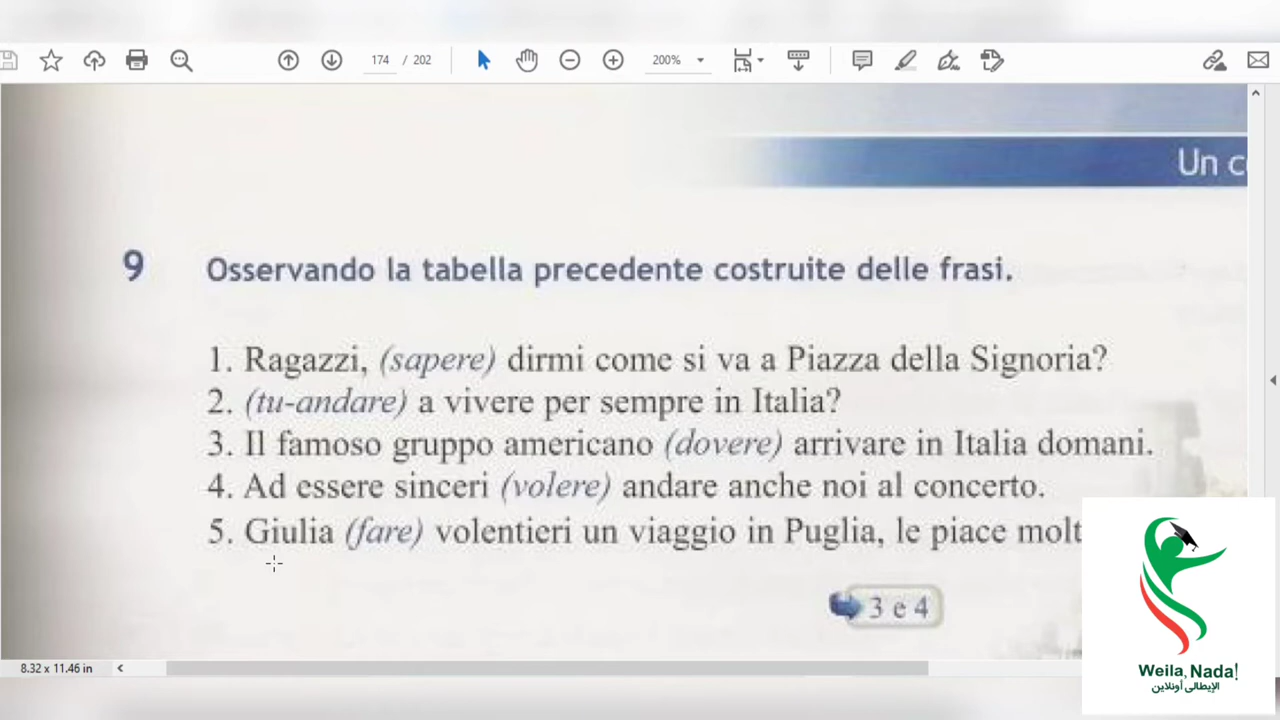 174 / 202
200%
Un c
9 Osservando la tabella precedente costruite delle frasi.
1. Ragazzi, (sapere) dirmi come si va a Piazza della Signoria?
2. (tu-andare) a vivere per sempre in Italia?
3. Il famoso gruppo americano (dovere) arrivare in Italia domani.
4. Ad essere sinceri (volere) andare anche noi al concerto.
5. Giulia (fare) volentieri un viaggio in Puglia, le piace molt
3 e 4
8.32 x 11.46 in
Weila, Nada!
الإيطالى أونلاين